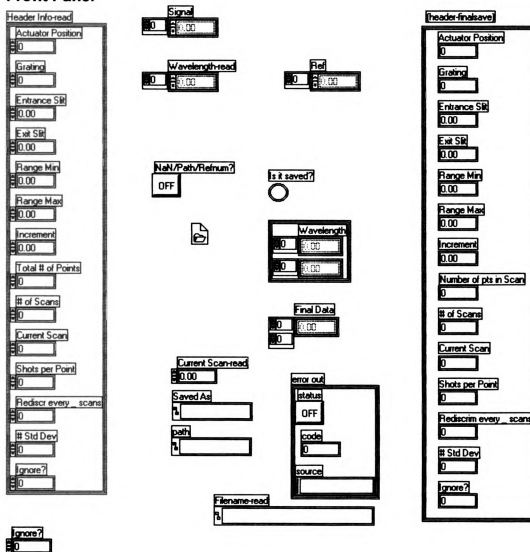 Header Info-read
Actuator Position
0
Grating
0
Entrance Slit
0.00
Exit Slit
0.00
Range Min
0.00
Range Max
0.00
Increment
0.00
Total # of Points
0
# of Scans
0
Current Scan
0
Shots per Point
0
Rediscr every _ scans
0
# Std Dev
0
Ignore?
0
Ignore?
0
Signal
0 0.00
Wavelength-read
0 0.00
Ref
0 0.00
NaN/Path/Refnum?
OFF
Is it saved?
Wavelength
0 0.00
0 0.00
Final Data
0 0.00
0
Current Scan-read
0.00
Saved As
path
error out
status
OFF
code
0
source
Filename-read
(header-finalsave)
Actuator Position
0
Grating
0
Entrance Slit
0.00
Exit Slit
0.00
Range Min
0.00
Range Max
0.00
Increment
0.00
Number of pts in Scan
0
# of Scans
0
Current Scan
0
Shots per Point
0
Rediscrim every _ scans
0
# Std Dev
0
Ignore?
0